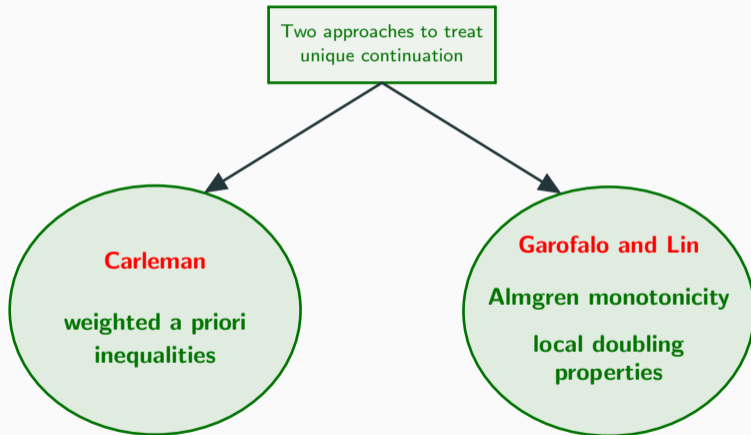 Two approaches to treat
unique continuation
Carleman
weighted a priori
inequalities
Garofalo and Lin
Almgren monotonicity
local doubling
properties